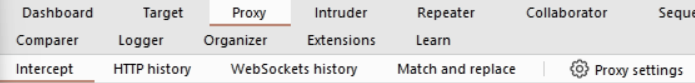 Dashboard Target Proxy Intruder Repeater Collaborator Seque
Comparer Logger Organizer Extensions Learn
Intercept HTTP history WebSockets history Match and replace Proxy settings